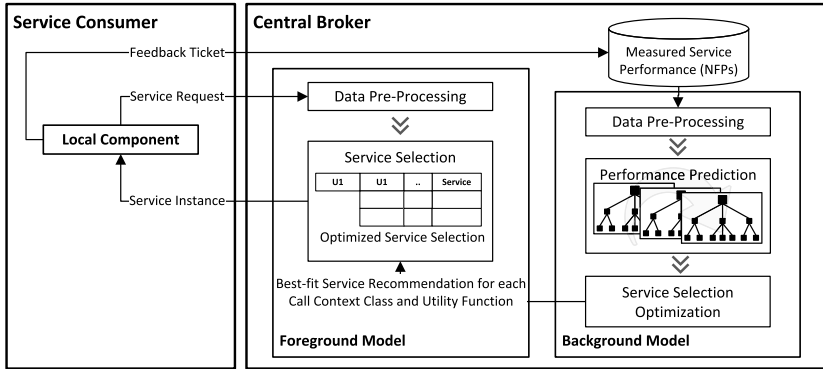 Service Consumer
Central Broker
Feedback Ticket
Measured Service
Performance (NFPs)
Service Request
Data Pre-Processing
Data Pre-Processing
Local Component
Service Selection
U1 U1 .. Service
Performance Prediction
Service Instance
Optimized Service Selection
Best-fit Service Recommendation for each
Call Context Class and Utility Function
Service Selection
Optimization
Foreground Model
Background Model